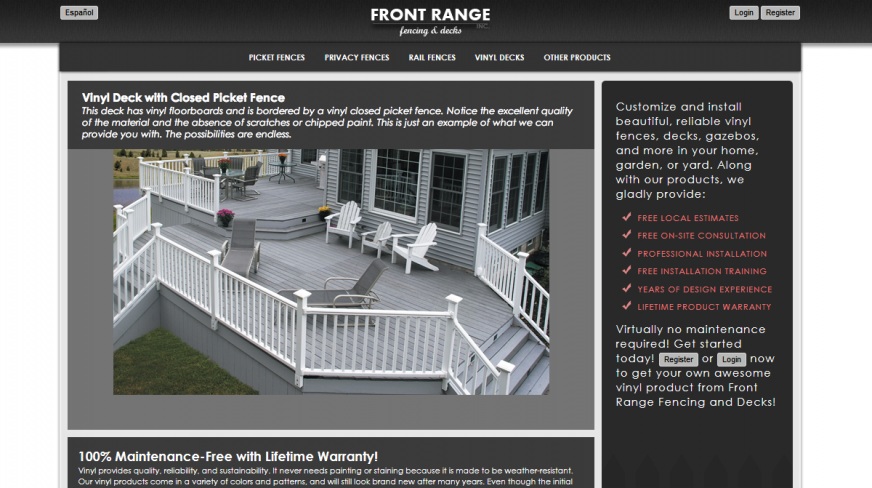 Español
FRONT RANGE
INC.
fencing & decks
Login Register
PICKET FENCES PRIVACY FENCES RAIL FENCES VINYL DECKS OTHER PRODUCTS
Vinyl Deck with Closed Picket Fence
This deck has vinyl floorboards and is bordered by a vinyl closed picket fence. Notice the excellent quality
of the material and the absence of scratches or chipped paint. This is just an example of what we can
provide you with. The possibilities are endless.
100% Maintenance-Free with Lifetime Warranty!
Vinyl provides quality, reliability, and sustainability. It never needs painting or staining because it is made to be weather-resistant.
Our vinyl products come in a variety of colors and patterns, and will still look brand new after many years. Even though the initial
Customize and install
beautiful, reliable vinyl
fences, decks, gazebos,
and more in your home,
garden, or yard. Along
with our products, we
gladly provide:
FREE LOCAL ESTIMATES
FREE ON-SITE CONSULTATION
PROFESSIONAL INSTALLATION
FREE INSTALLATION TRAINING
YEARS OF DESIGN EXPERIENCE
LIFETIME PRODUCT WARRANTY
Virtually no maintenance
required! Get started
today! Register or Login now
to get your own awesome
vinyl product from Front
Range Fencing and Decks!